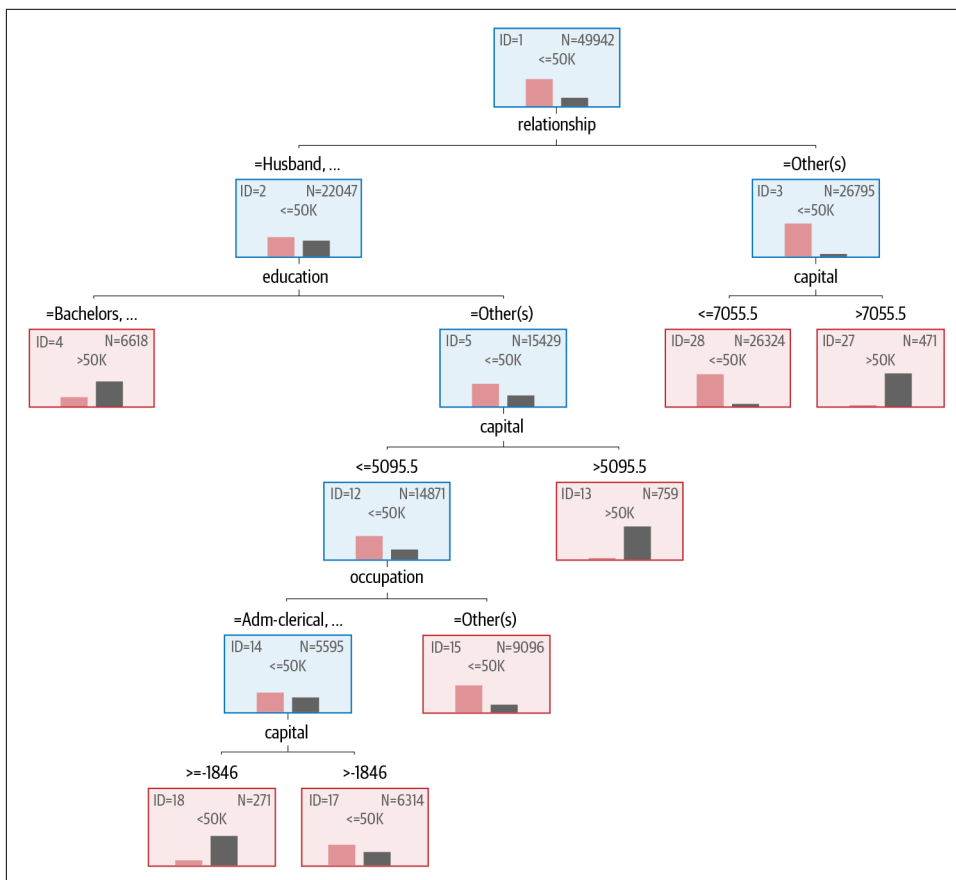 ID=1 N=49942
<=50K
relationship
=Husband, ... =Other(s)
ID=2 N=22047 ID=3 N=26795
<=50K <=50K
education capital
=Bachelors, ... =Other(s) <=7055.5 >7055.5
ID=4 N=6618 ID=5 N=15429 ID=28 N=26324 ID=27 N=471
>50K <=50K <=50K >50K
capital
<=5095.5 >5095.5
ID=12 N=14871 ID=13 N=759
<=50K >50K
occupation
=Adm-clerical, ... =Other(s)
ID=14 N=5595 ID=15 N=9096
<=50K <=50K
capital
>=-1846 >-1846
ID=18 N=271 ID=17 N=6314
<50K <=50K